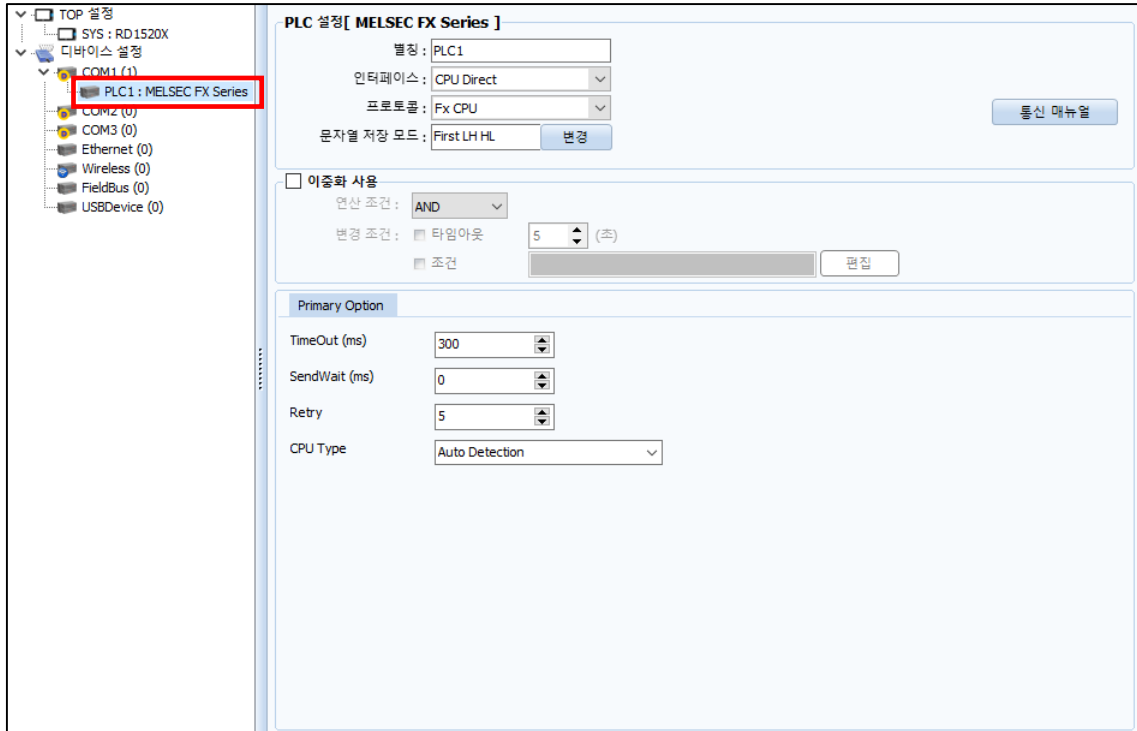 TOP 설정
SYS : RD1520X
디바이스 설정
COM1 (1)
PLC1 : MELSEC FX Series
COM2 (0)
COM3 (0)
Ethernet (0)
Wireless (0)
FieldBus (0)
USBDevice (0)
PLC 설정[ MELSEC FX Series ]
별칭 : PLC1
인터페이스 : CPU Direct
프로토콜 : Fx CPU
통신 매뉴얼
문자열 저장 모드 : First LH HL 변경
이중화 사용
연산 조건 : AND
변경 조건 : 타임아웃 5 (초)
조건 편집
Primary Option
TimeOut (ms) 300
SendWait (ms) 0
Retry 5
CPU Type Auto Detection